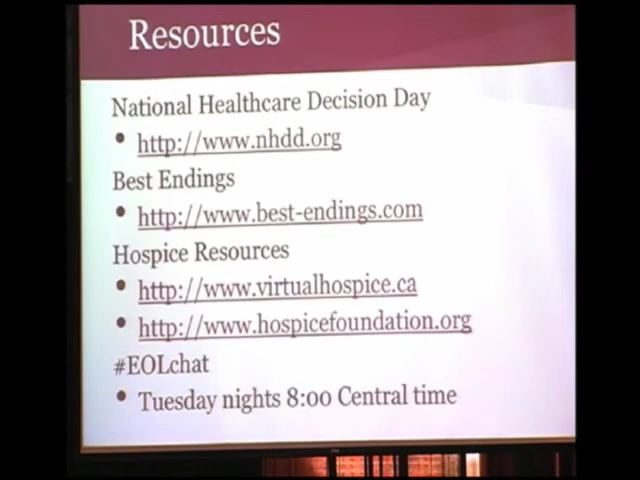 Resources
National Healthcare Decision Day
• http://www.nhdd.org
Best Endings
• http://www.best-endings.com
Hospice Resources
• http://www.virtualhospice.ca
• http://www.hospicefoundation.org
#EOLchat
• Tuesday nights 8:00 Central time